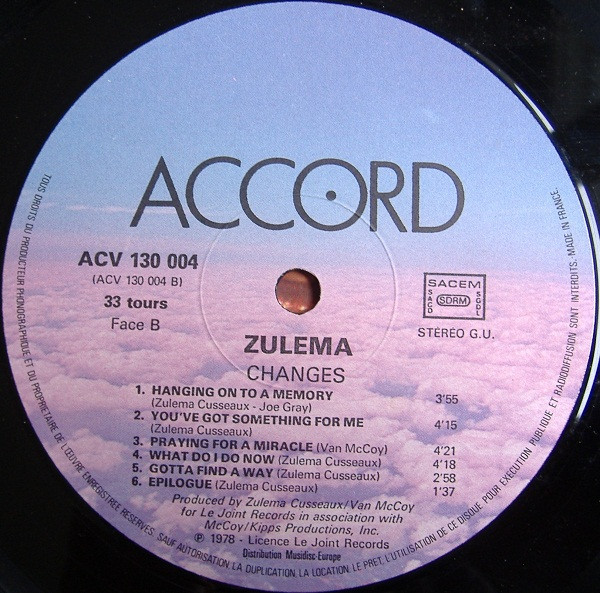 ACCORD
ACV 130 004
(ACV 130 004 B)
33 tours
Face B
SACEM
SACD
SDRM
SGDL
STÉRÉO G.U.
ZULEMA
CHANGES
1. HANGING ON TO A MEMORY 3'55
(Zulema Cusseaux - Joe Gray)
2. YOU'VE GOT SOMETHING FOR ME 4'15
(Zulema Cusseaux)
3. PRAYING FOR A MIRACLE (Van McCoy) 4'21
4. WHAT DO I DO NOW (Zulema Cusseaux) 4'18
5. GOTTA FIND A WAY (Zulema Cusseaux) 2'58
6. EPILOGUE (Zulema Cusseaux) 1'37
Produced by Zulema Cusseaux/Van McCoy
for Le Joint Records in association with
McCoy/Kipps Productions, Inc.
℗ 1978 - Licence Le Joint Records
Distribution Musidisc-Europe
TOUS DROITS DU PRODUCTEUR PHONOGRAPHIQUE ET DU PROPRIETAIRE DE L'ŒUVRE ENREGISTREE RESERVES. SAUF AUTORISATION LA DUPLICATION, LA LOCATION, LE PRET, L'UTILISATION DE CE DISQUE POUR EXECUTION PUBLIQUE ET RADIODIFFUSION SONT INTERDITS. MADE IN FRANCE.